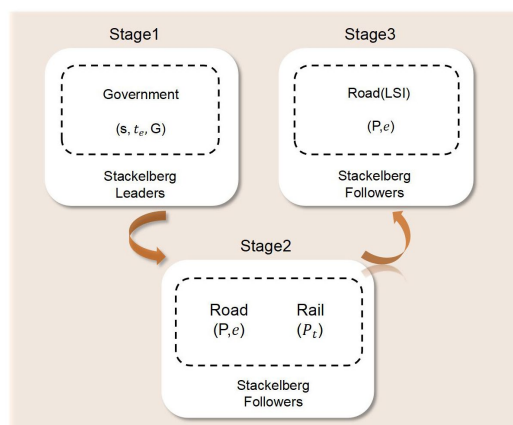 Stage1
Government
(s, tₑ, G)
Stackelberg
Leaders
Stage3
Road(LSI)
(P,e)
Stackelberg
Followers
Stage2
Road Rail
(P,e) (Pₜ)
Stackelberg
Followers